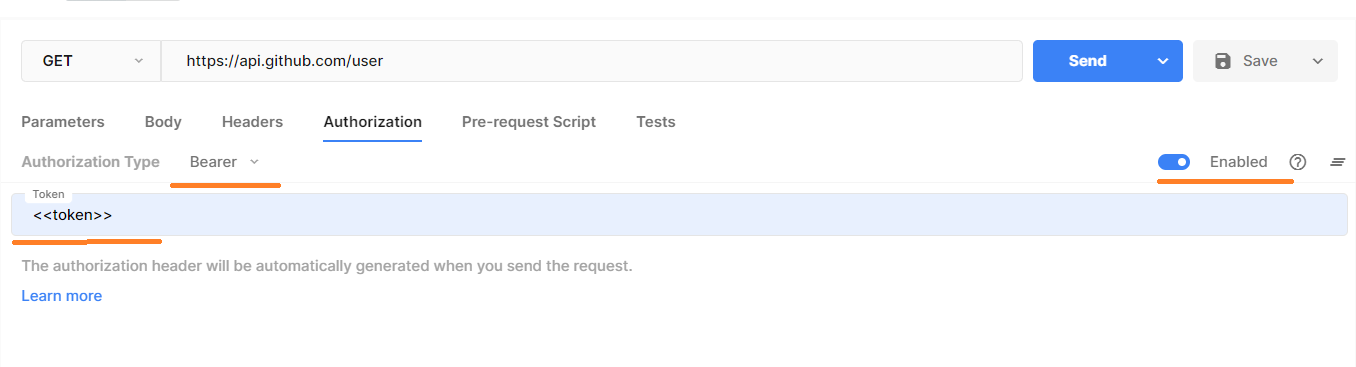 GET https://api.github.com/user Send Save
Parameters Body Headers Authorization Pre-request Script Tests
Authorization Type Bearer Enabled
Token
<<token>>
The authorization header will be automatically generated when you send the request.
Learn more